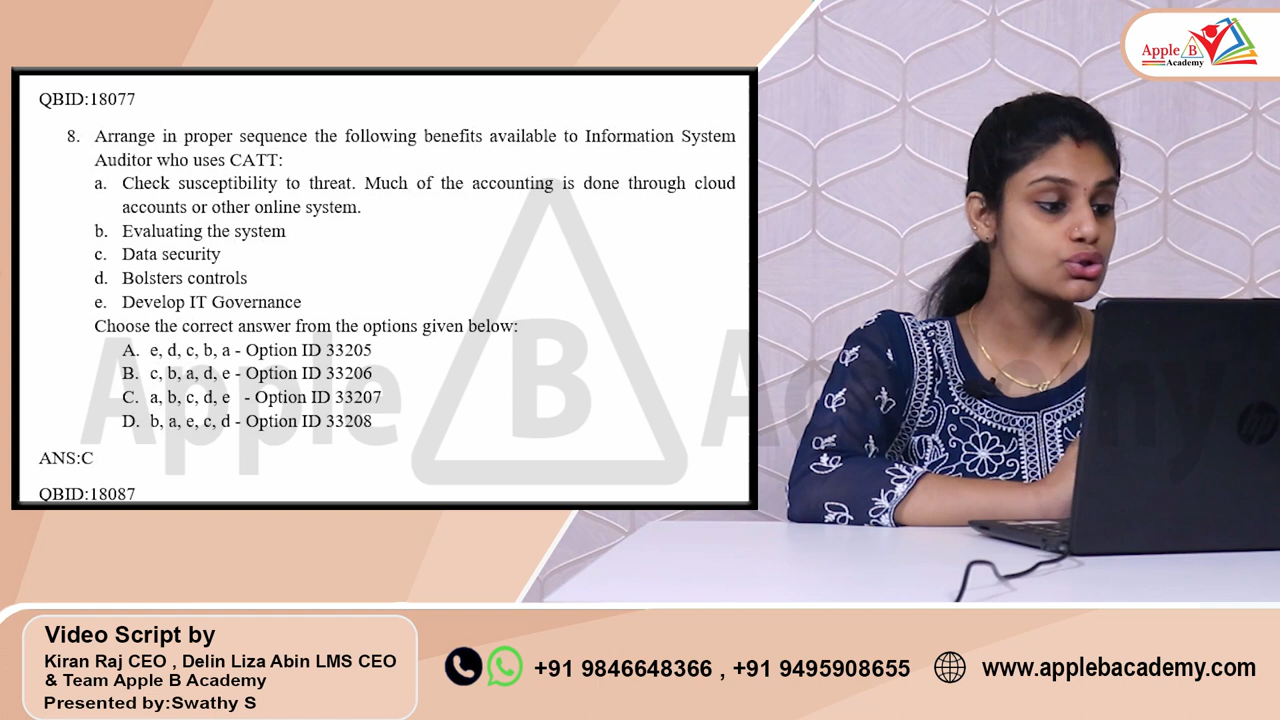 Apple B
Academy
QBID:18077
8. Arrange in proper sequence the following benefits available to Information System
Auditor who uses CATT:
a. Check susceptibility to threat. Much of the accounting is done through cloud
accounts or other online system.
b. Evaluating the system
c. Data security
d. Bolsters controls
e. Develop IT Governance
Choose the correct answer from the options given below:
A. e, d, c, b, a - Option ID 33205
B. c, b, a, d, e - Option ID 33206
C. a, b, c, d, e - Option ID 33207
D. b, a, e, c, d - Option ID 33208
ANS:C
QBID:18087
Apple B Academy
hp
Video Script by
Kiran Raj CEO , Delin Liza Abin LMS CEO
& Team Apple B Academy
Presented by:Swathy S
+91 9846648366 , +91 9495908655
www.applebacademy.com